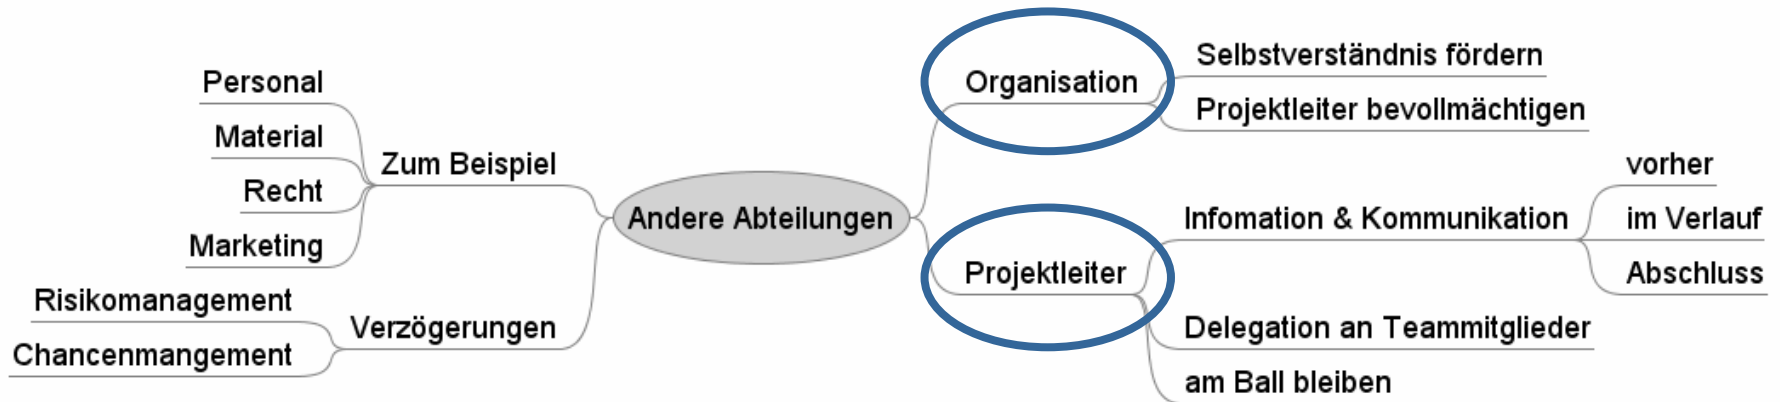 Andere Abteilungen
Zum Beispiel
Personal
Material
Recht
Marketing
Verzögerungen
Risikomanagement
Chancenmangement
Organisation
Selbstverständnis fördern
Projektleiter bevollmächtigen
Projektleiter
Infomation & Kommunikation
vorher
im Verlauf
Abschluss
Delegation an Teammitglieder
am Ball bleiben